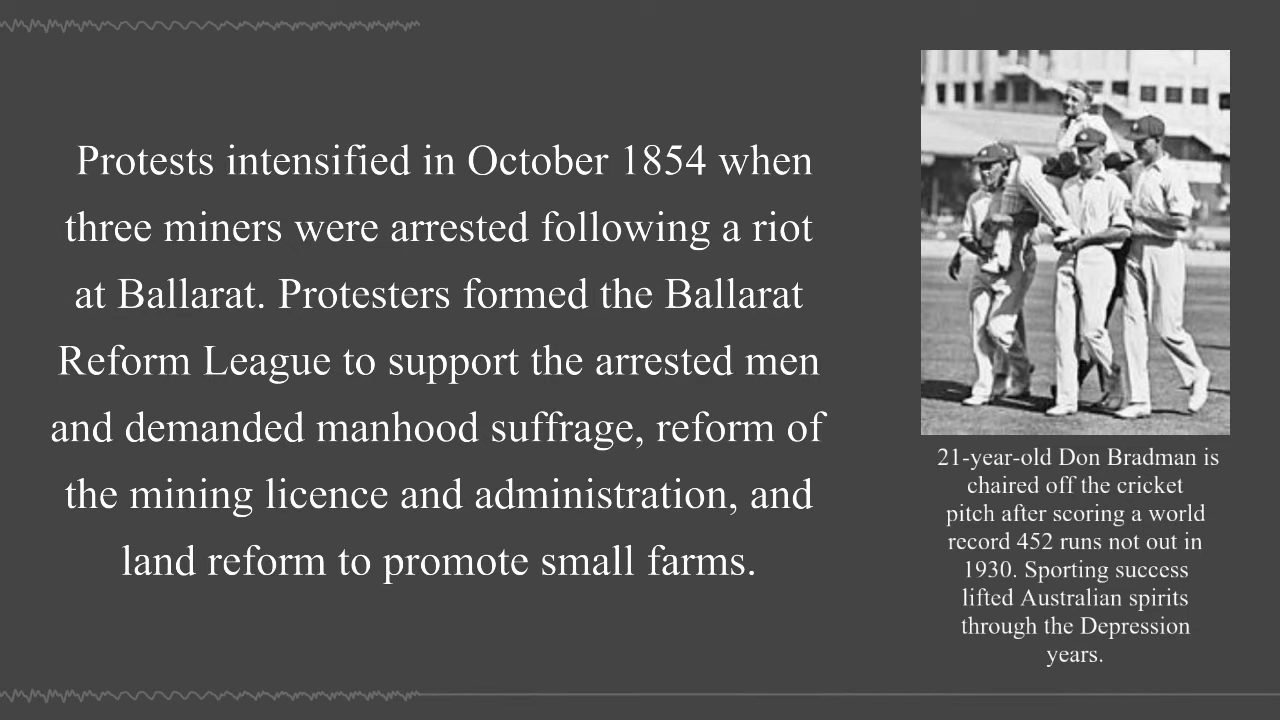 Protests intensified in October 1854 when
three miners were arrested following a riot
at Ballarat. Protesters formed the Ballarat
Reform League to support the arrested men
and demanded manhood suffrage, reform of
the mining licence and administration, and
land reform to promote small farms.
21-year-old Don Bradman is
chaired off the cricket
pitch after scoring a world
record 452 runs not out in
1930. Sporting success
lifted Australian spirits
through the Depression
years.